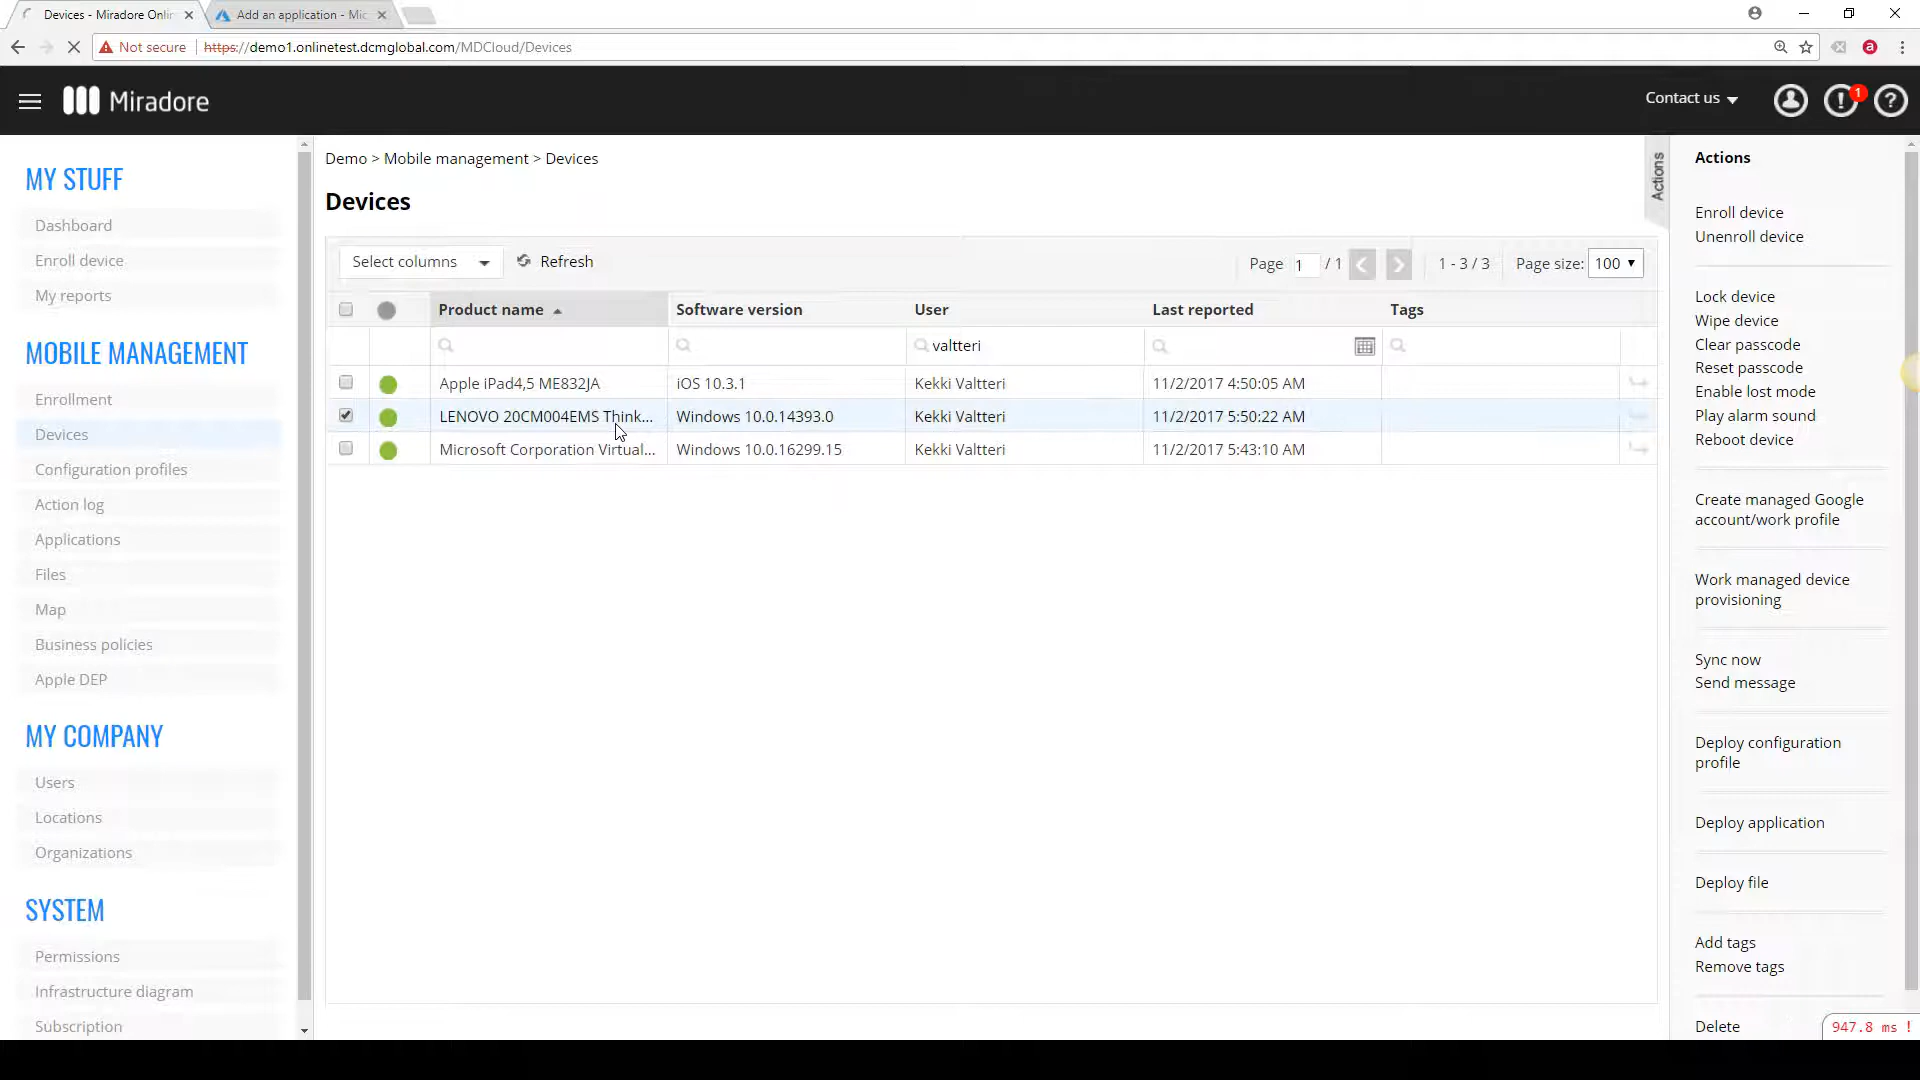 Devices - Miradore Onlin
Add an application - Mic
Not secure
https://demo1.onlinetest.dcmglobal.com/MDCloud/Devices
a
Miradore
Contact us
!
1
?
MY STUFF
Dashboard
Enroll device
My reports
MOBILE MANAGEMENT
Enrollment
Devices
Configuration profiles
Action log
Applications
Files
Map
Business policies
Apple DEP
MY COMPANY
Users
Locations
Organizations
SYSTEM
Permissions
Infrastructure diagram
Subscription
Demo > Mobile management > Devices
Devices
Select columns
Refresh
Page 1 / 1
1 - 3 / 3
Page size: 100
Product name Software version User Last reported Tags
valtteri
Apple iPad4,5 ME832JA iOS 10.3.1 Kekki Valtteri 11/2/2017 4:50:05 AM
LENOVO 20CM004EMS Think... Windows 10.0.14393.0 Kekki Valtteri 11/2/2017 5:50:22 AM
Microsoft Corporation Virtual... Windows 10.0.16299.15 Kekki Valtteri 11/2/2017 5:43:10 AM
Actions
Actions
Enroll device
Unenroll device
Lock device
Wipe device
Clear passcode
Reset passcode
Enable lost mode
Play alarm sound
Reboot device
Create managed Google
account/work profile
Work managed device
provisioning
Sync now
Send message
Deploy configuration
profile
Deploy application
Deploy file
Add tags
Remove tags
Delete
947.8 ms !